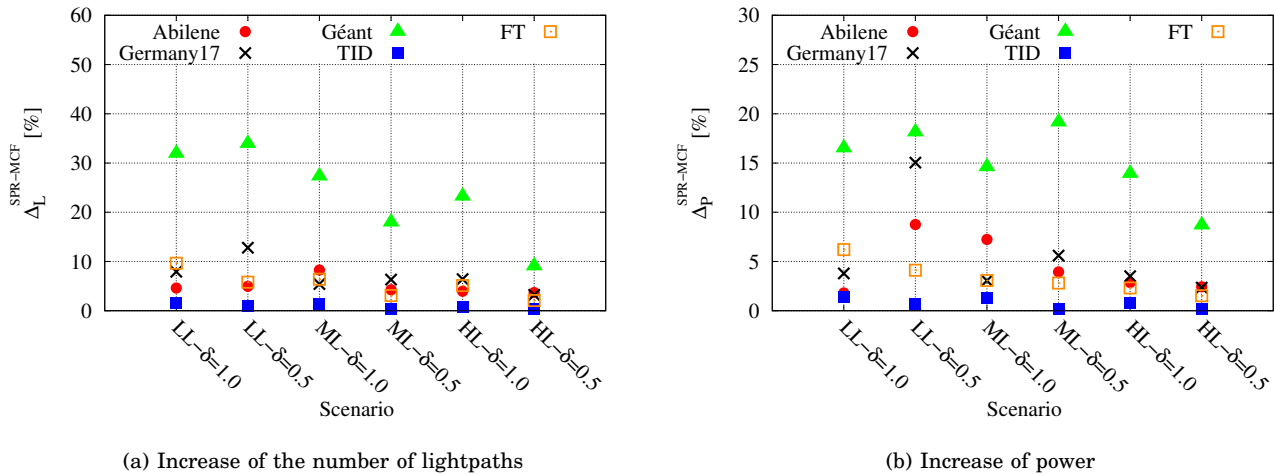 60
50
40
30
20
10
0
Δ_L^SPR−MCF [%]
Abilene
Germany17
Géant
TID
FT
LL−δ=1.0
LL−δ=0.5
ML−δ=1.0
ML−δ=0.5
HL−δ=1.0
HL−δ=0.5
Scenario
(a) Increase of the number of lightpaths
30
25
20
15
10
5
0
Δ_P^SPR−MCF [%]
Abilene
Germany17
Géant
TID
FT
LL−δ=1.0
LL−δ=0.5
ML−δ=1.0
ML−δ=0.5
HL−δ=1.0
HL−δ=0.5
Scenario
(b) Increase of power